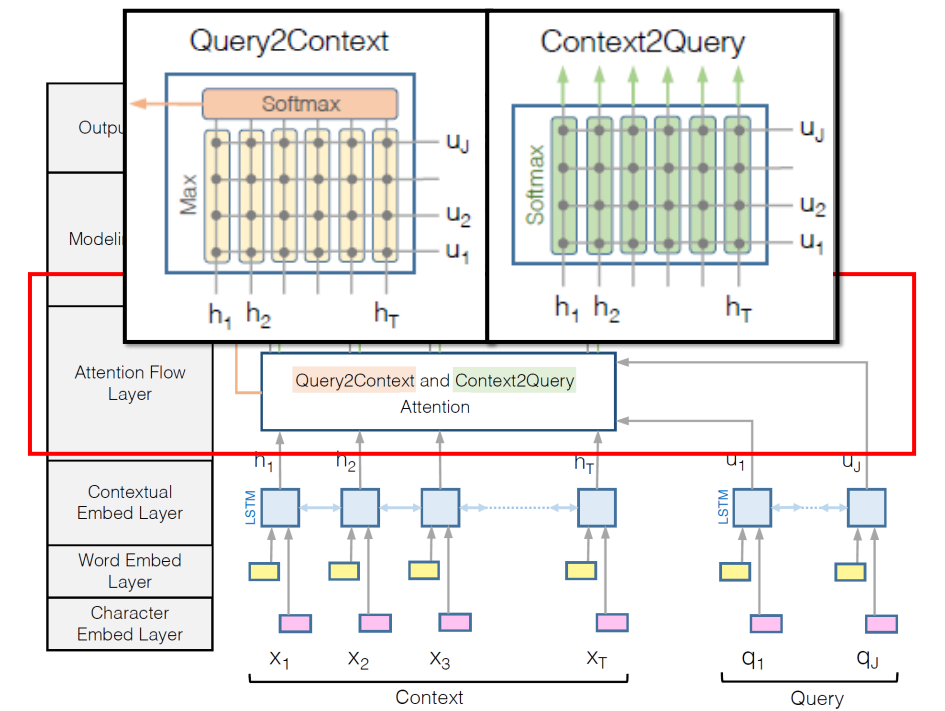 Query2Context
Softmax
Max
u_J
u_2
u_1
h_1 h_2 h_T
Context2Query
Softmax
u_J
u_2
u_1
h_1 h_2 h_T
Attention Flow
Layer
Query2Context and Context2Query
Attention
h_1 h_2 h_T u_1 u_J
Contextual
Embed Layer
LSTM
LSTM
Word Embed
Layer
Character
Embed Layer
x_1 x_2 x_3 x_T q_1 q_J
Context Query